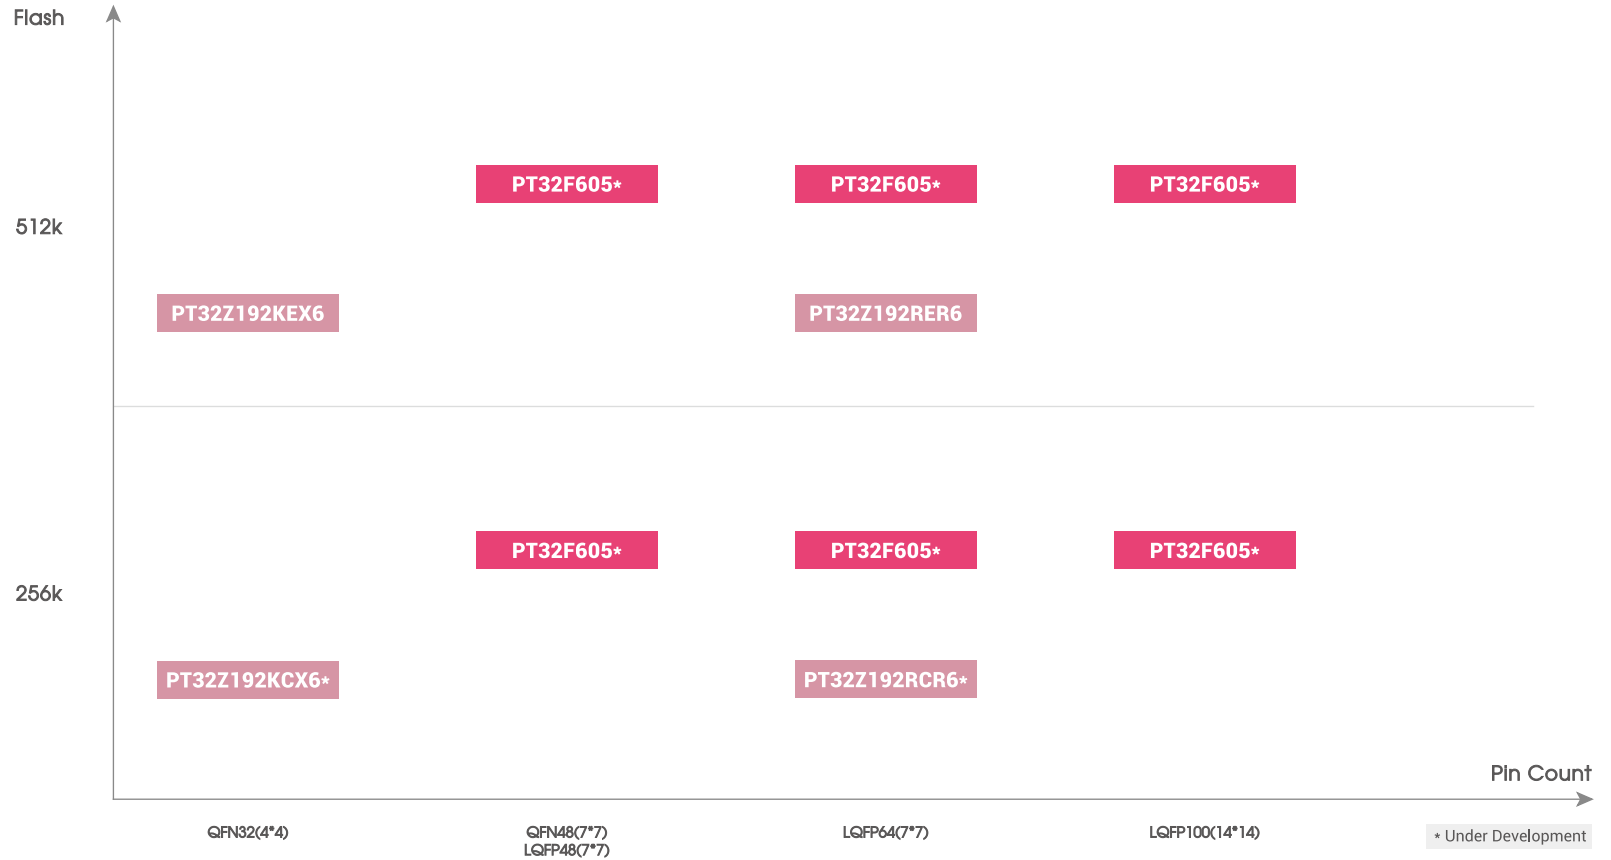 Flash
PT32F605* PT32F605* PT32F605*
512k
PT32Z192KEX6 PT32Z192RER6
PT32F605* PT32F605* PT32F605*
256k
PT32Z192KCX6* PT32Z192RCR6*
Pin Count
QFN32(4*4) QFN48(7*7) LQFP64(7*7) LQFP100(14*14)
LQFP48(7*7)
* Under Development